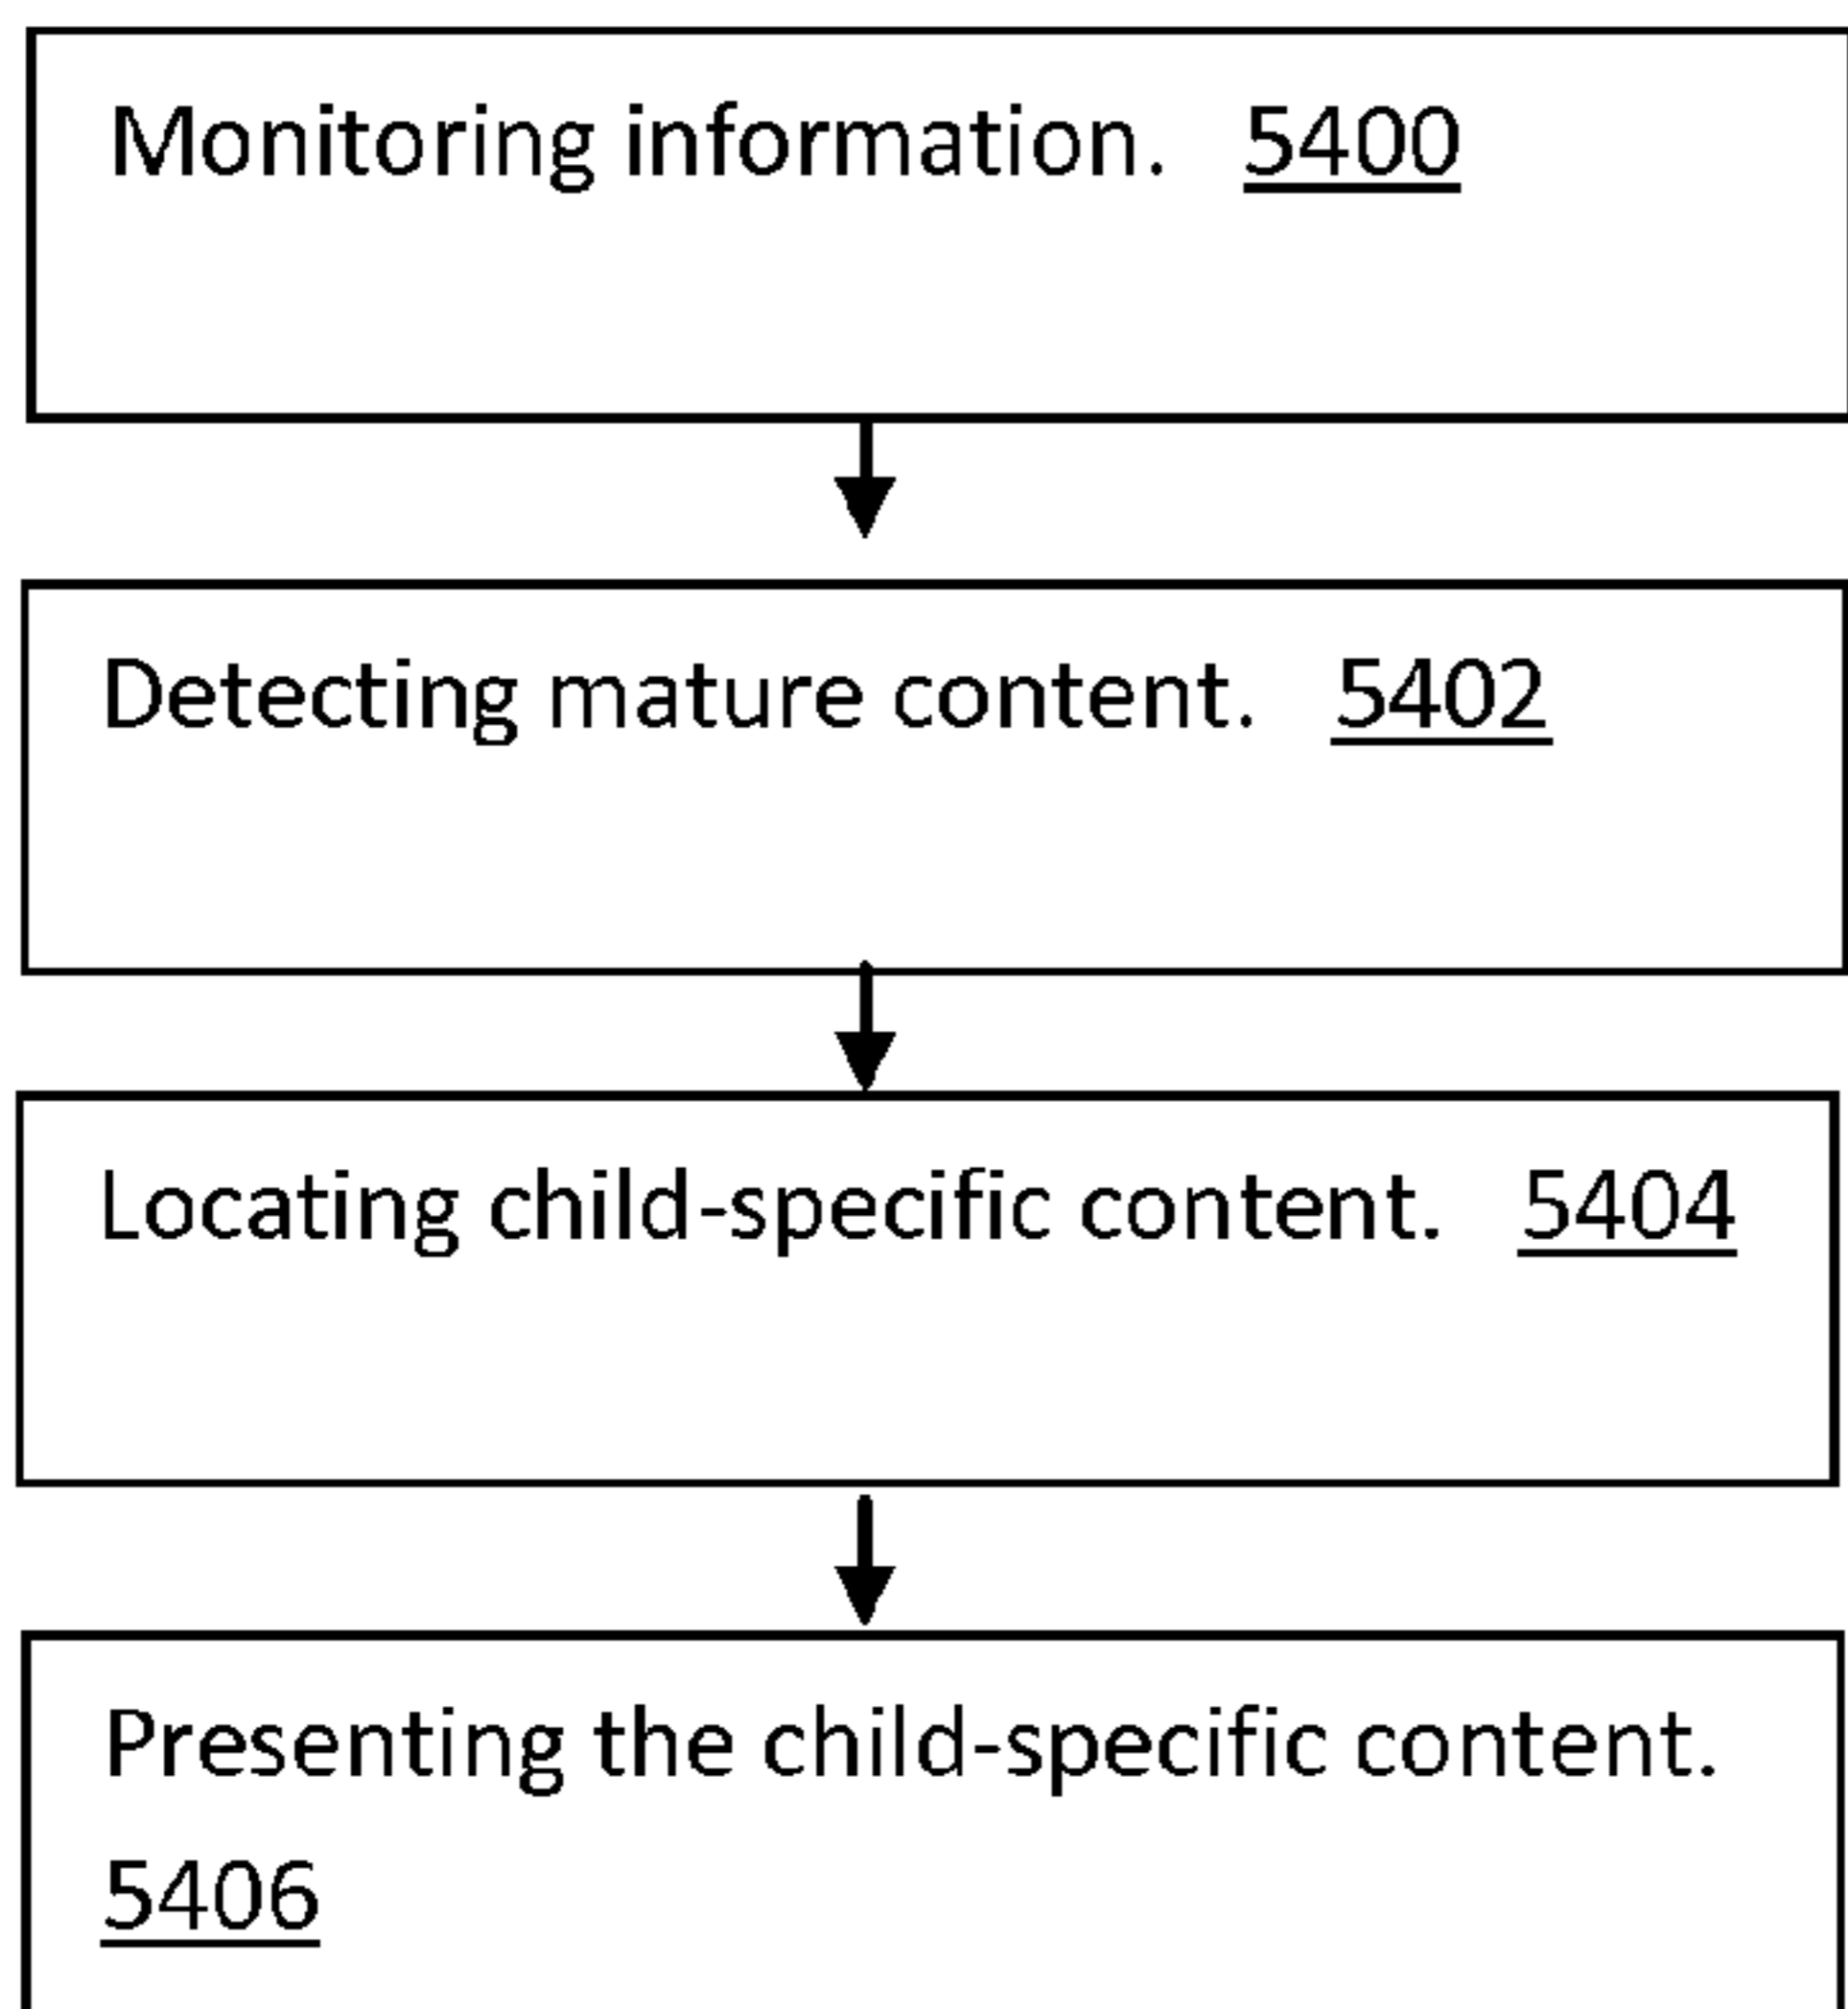 Monitoring information. 5400
Detecting mature content. 5402
Locating child-specific content. 5404
Presenting the child-specific content.
5406